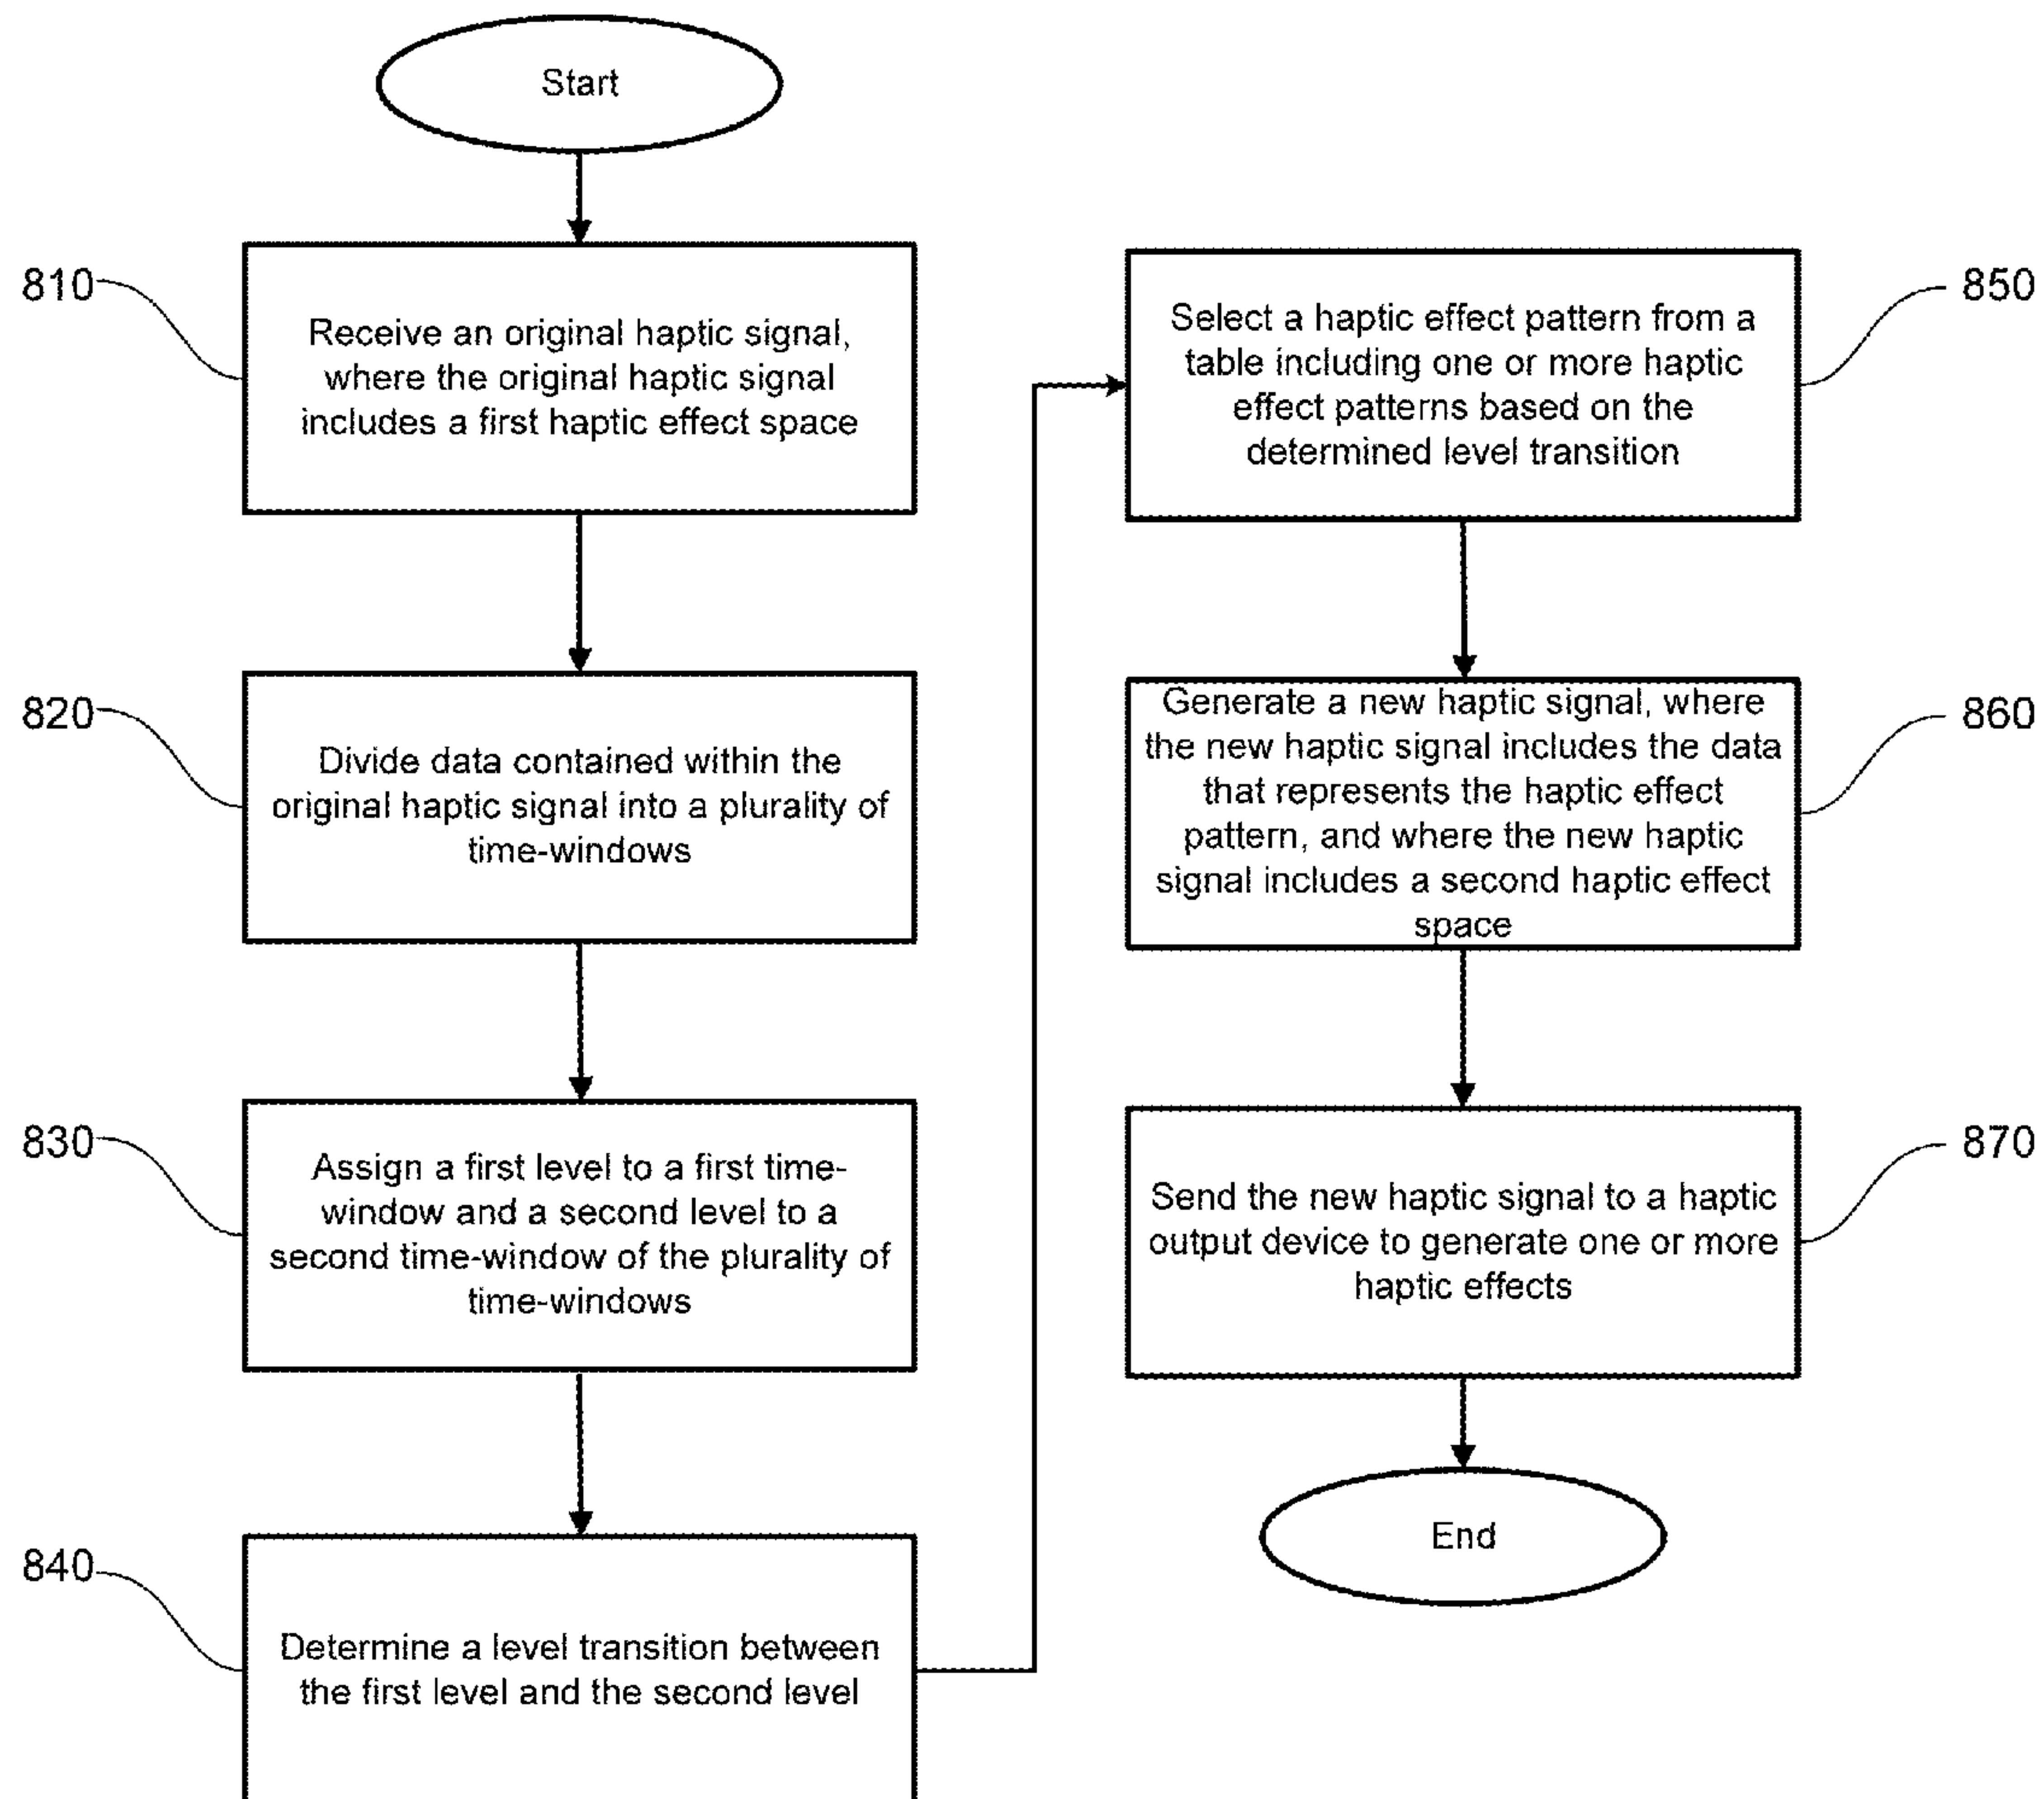 Start
810
Receive an original haptic signal,
where the original haptic signal
includes a first haptic effect space
820
Divide data contained within the
original haptic signal into a plurality of
time-windows
830
Assign a first level to a first time-
window and a second level to a
second time-window of the plurality of
time-windows
840
Determine a level transition between
the first level and the second level
850
Select a haptic effect pattern from a
table including one or more haptic
effect patterns based on the
determined level transition
860
Generate a new haptic signal, where
the new haptic signal includes the data
that represents the haptic effect
pattern, and where the new haptic
signal includes a second haptic effect
space
870
Send the new haptic signal to a haptic
output device to generate one or more
haptic effects
End